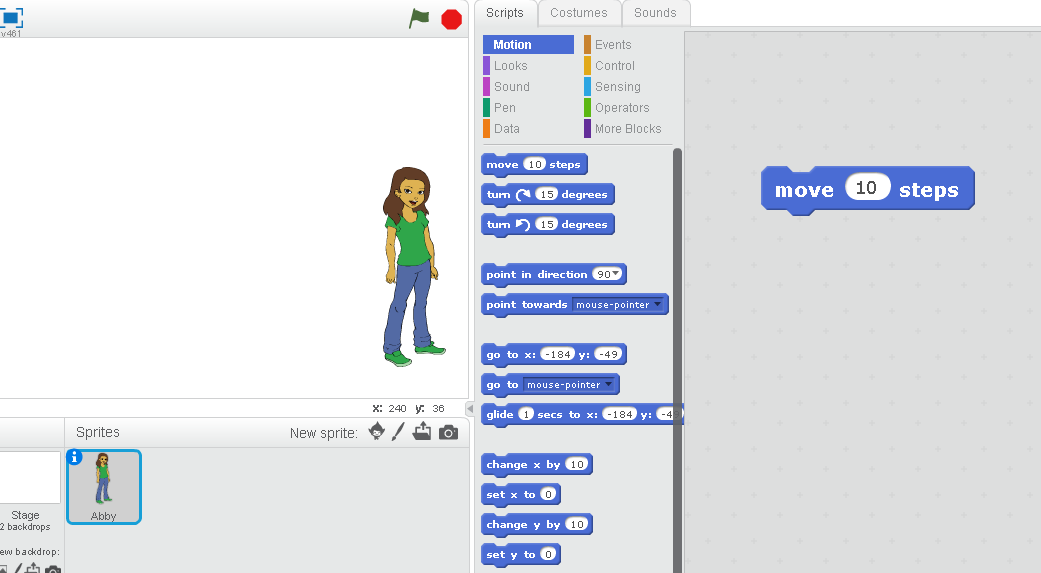 v461
Scripts Costumes Sounds
Motion Events
Looks Control
Sound Sensing
Pen Operators
Data More Blocks
move 10 steps
turn 15 degrees
turn 15 degrees
point in direction 90
point towards mouse-pointer
go to x: -184 y: -49
go to mouse-pointer
glide 1 secs to x: -184 y: -4
change x by 10
set x to 0
change y by 10
set y to 0
move 10 steps
x: 240 y: 36
Sprites New sprite:
Abby
Stage
2 backdrops
ew backdrop: